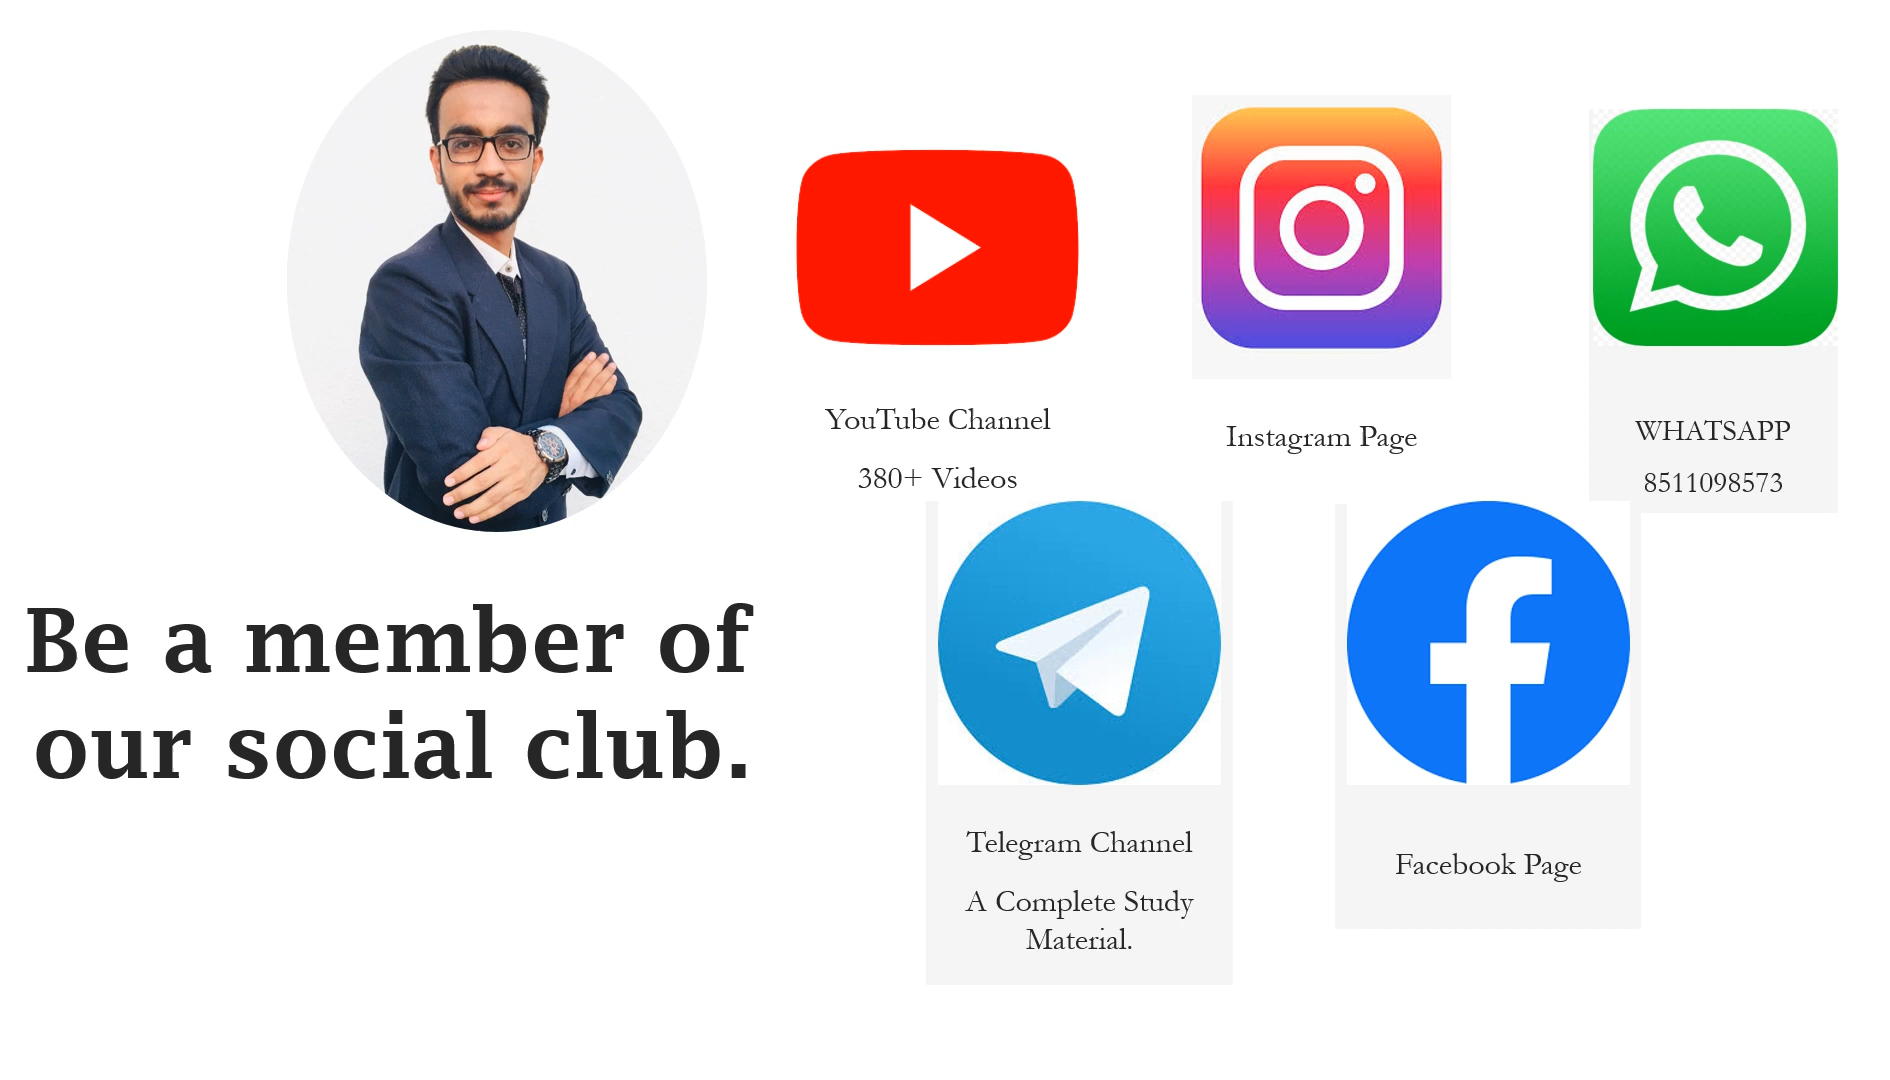 YouTube Channel
380+ Videos
Instagram Page
WHATSAPP
8511098573
Be a member of
our social club.
Telegram Channel
A Complete Study
Material.
Facebook Page